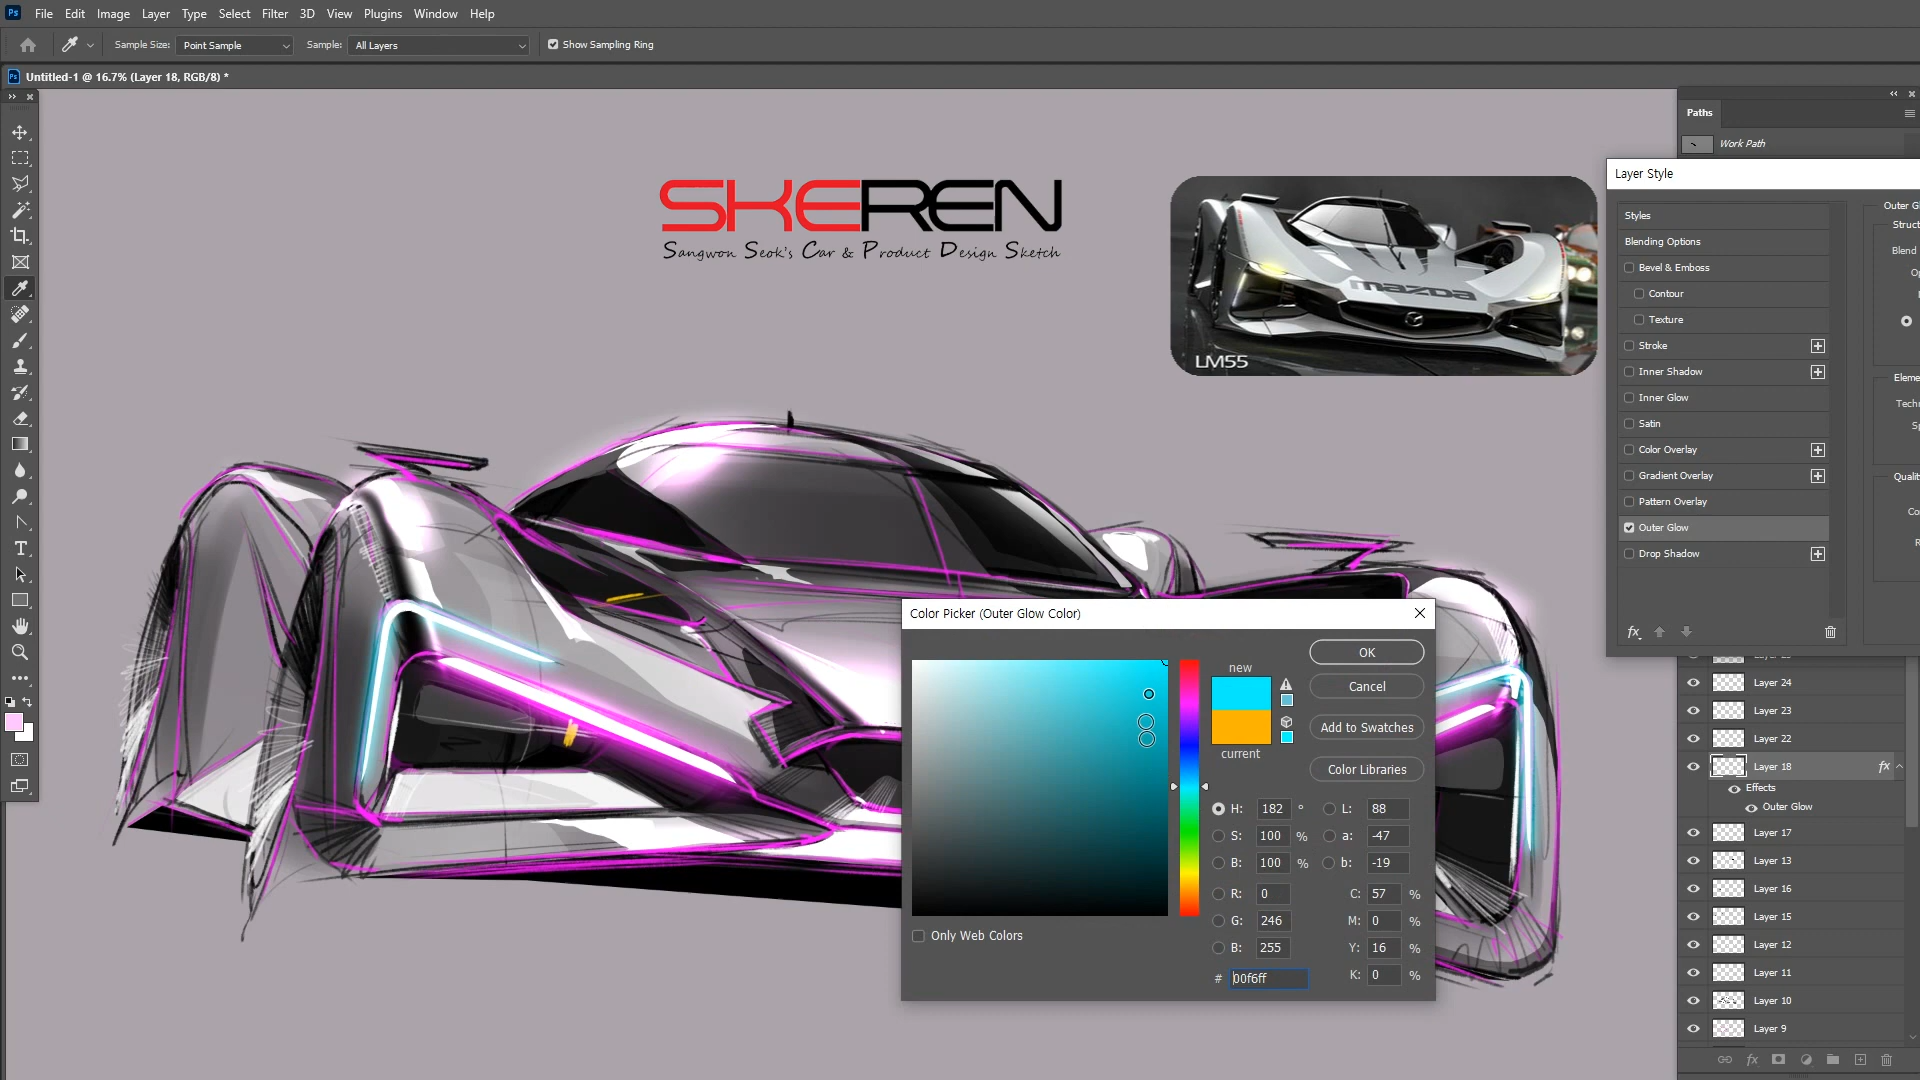 Ps File Edit Image Layer Type Select Filter 3D View Plugins Window Help
Sample Size: Point Sample Sample: All Layers Show Sampling Ring
Untitled-1 @ 16.7% (Layer 18, RGB/8) *
SKEREN
Sangwon Seok's Car & Product Design Sketch
mazda
LM55
Paths
Work Path
Layer Style
Styles
Blending Options
Bevel & Emboss
Contour
Texture
Stroke
Inner Shadow
Inner Glow
Satin
Color Overlay
Gradient Overlay
Pattern Overlay
Outer Glow
Drop Shadow
fx
Blend
Color Picker (Outer Glow Color)
new
current
OK
Cancel
Add to Swatches
Color Libraries
H: 182 ° L: 88
S: 100 % a: -47
B: 100 % b: -19
R: 0 C: 57 %
G: 246 M: 0 %
B: 255 Y: 16 %
# 00f6ff K: 0 %
Only Web Colors
Layer 24
Layer 23
Layer 22
Layer 18 fx
Effects
Outer Glow
Layer 17
Layer 13
Layer 16
Layer 15
Layer 12
Layer 11
Layer 10
Layer 9
fx